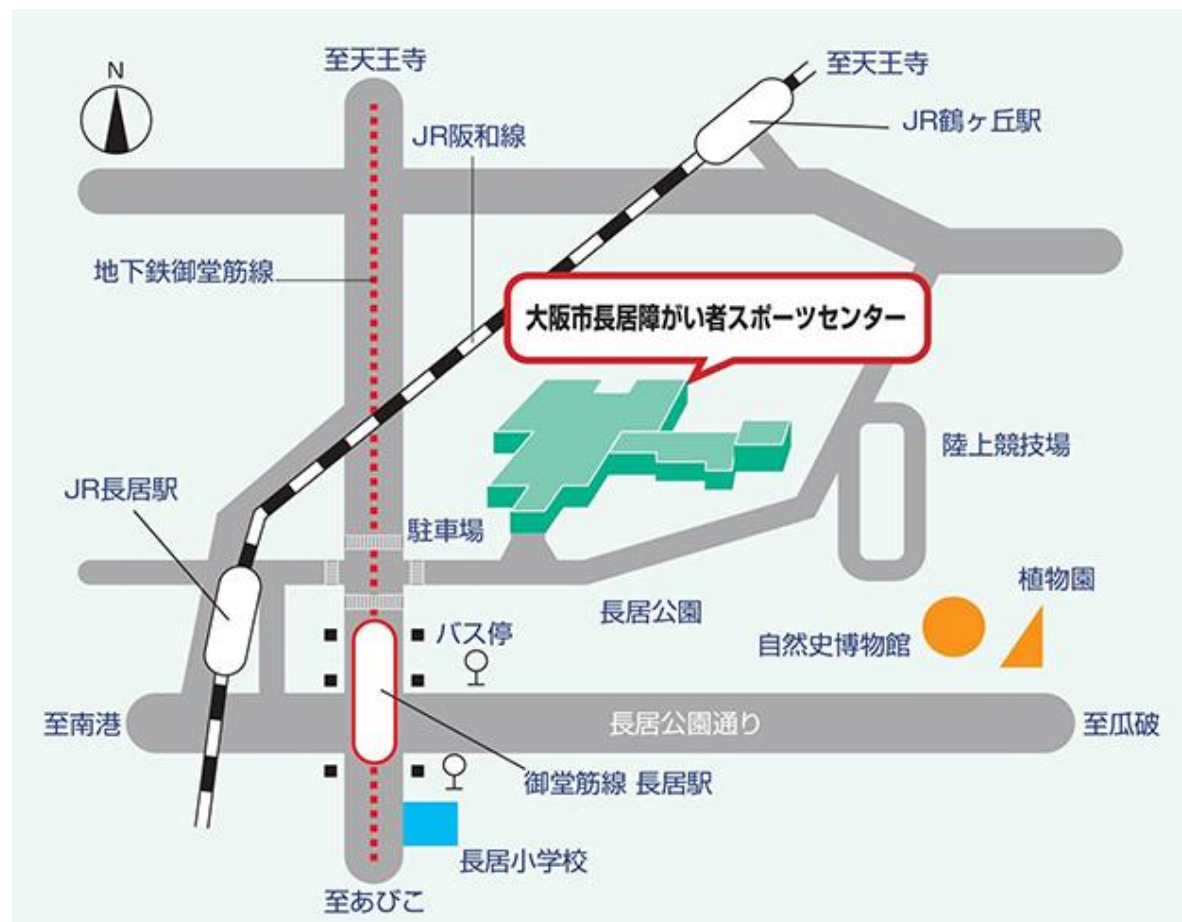 至天王寺
至天王寺
N
JR鶴ヶ丘駅
JR阪和線
地下鉄御堂筋線
大阪市長居障がい者スポーツセンター
陸上競技場
JR長居駅
駐車場
植物園
長居公園
バス停
自然史博物館
至南港
長居公園通り
至瓜破
御堂筋線 長居駅
長居小学校
至あびこ